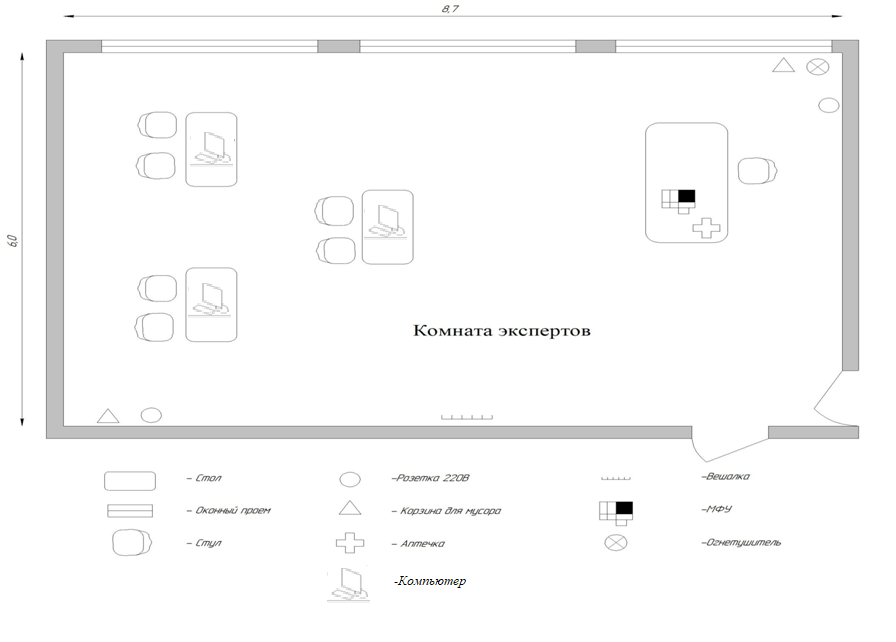 8,7
6,0
Комната экспертов
- Стол
-Розетка 220В
-Вешалка
- Оконный проем
- Корзина для мусора
-МФУ
- Стул
- Аптечка
-Огнетушитель
-Компьютер